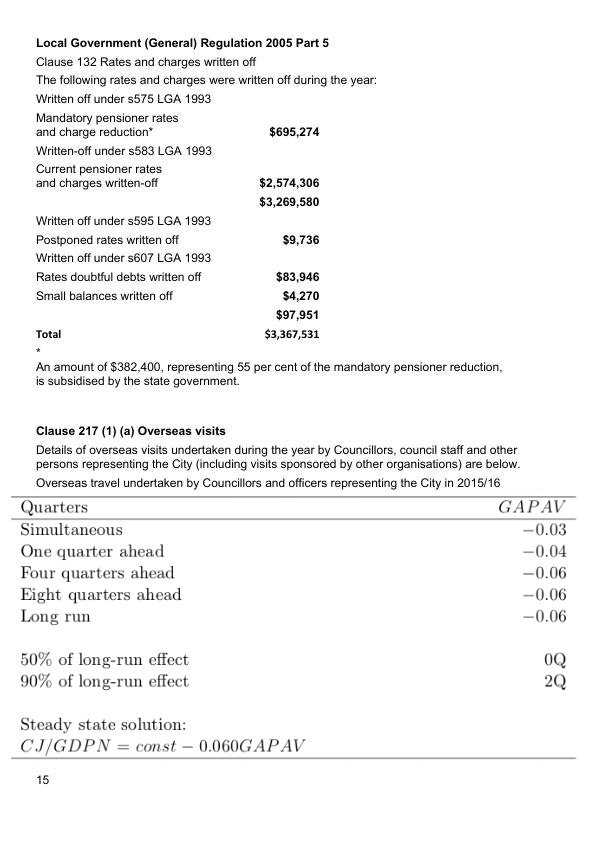 Local Government (General) Regulation 2005 Part 5
Clause 132 Rates and charges written off
The following rates and charges were written off during the year:
Written off under s575 LGA 1993
Mandatory pensioner rates
and charge reduction* $695,274
Written-off under s583 LGA 1993
Current pensioner rates
and charges written-off $2,574,306
$3,269,580
Written off under s595 LGA 1993
Postponed rates written off $9,736
Written off under s607 LGA 1993
Rates doubtful debts written off $83,946
Small balances written off $4,270
$97,951
Total $3,367,531
*
An amount of $382,400, representing 55 per cent of the mandatory pensioner reduction,
is subsidised by the state government.
Clause 217 (1) (a) Overseas visits
Details of overseas visits undertaken during the year by Councillors, council staff and other
persons representing the City (including visits sponsored by other organisations) are below.
Overseas travel undertaken by Councillors and officers representing the City in 2015/16
Quarters GAPAV
Simultaneous −0.03
One quarter ahead −0.04
Four quarters ahead −0.06
Eight quarters ahead −0.06
Long run −0.06
50% of long-run effect 0Q
90% of long-run effect 2Q
Steady state solution:
CJ/GDPN = const − 0.060GAPAV
15